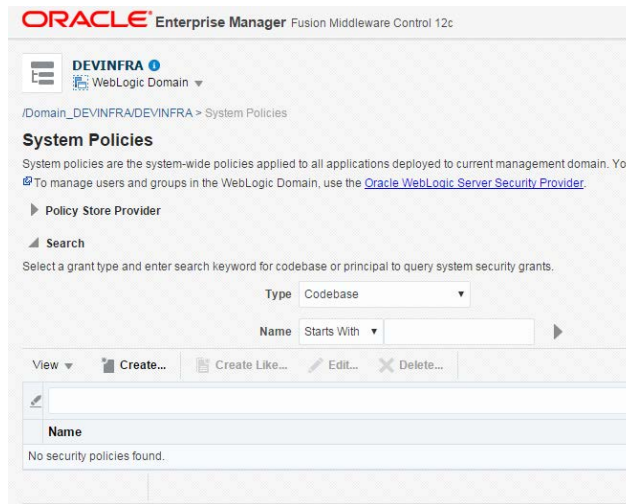 ORACLE Enterprise Manager Fusion Middleware Control 12c
DEVINFRA
WebLogic Domain
/Domain_DEVINFRA/DEVINFRA > System Policies
System Policies
System policies are the system-wide policies applied to all applications deployed to current management domain. Yo
To manage users and groups in the WebLogic Domain, use the Oracle WebLogic Server Security Provider.
Policy Store Provider
Search
Select a grant type and enter search keyword for codebase or principal to query system security grants.
Type Codebase
Name Starts With
View Create... Create Like... Edit... Delete...
Name
No security policies found.